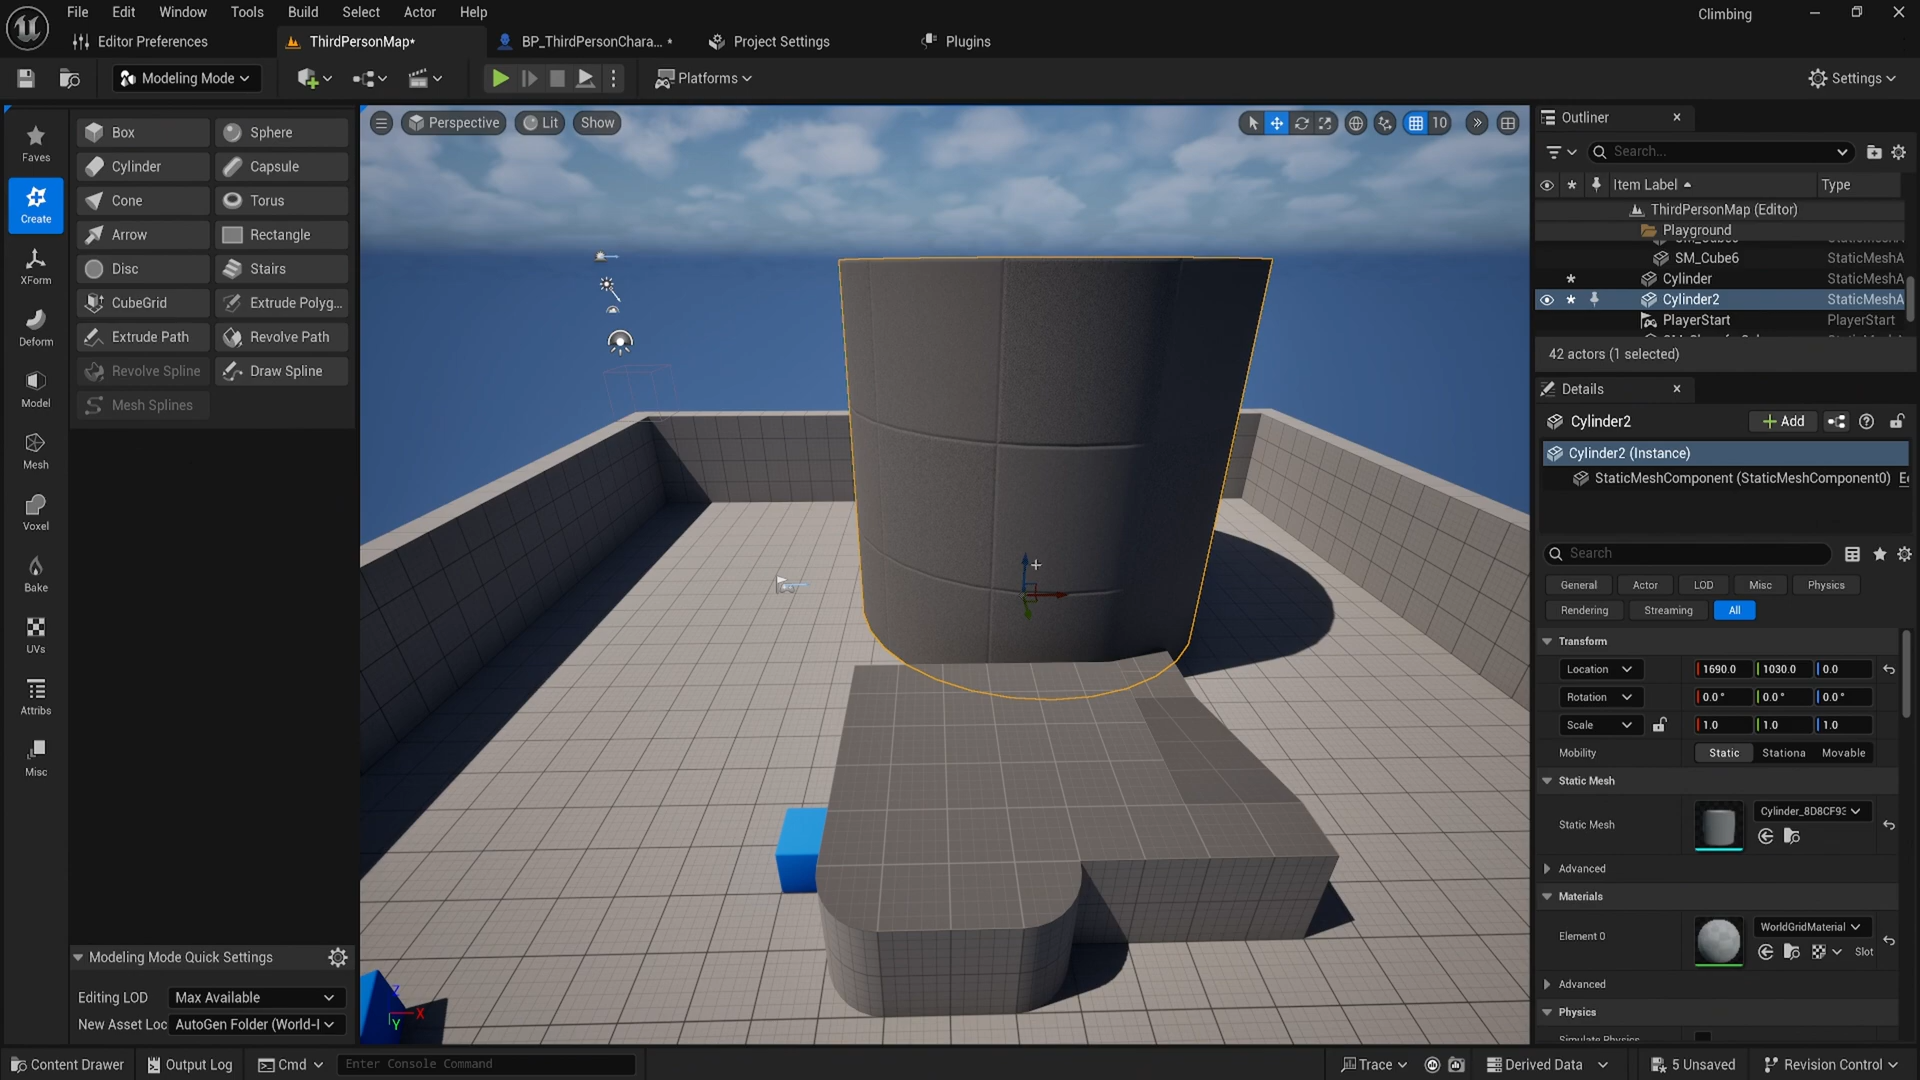 File Edit Window Tools Build Select Actor Help Climbing
Editor Preferences ThirdPersonMap* BP_ThirdPersonChara... * Project Settings Plugins
Modeling Mode Platforms Settings
Faves
Create
XForm
Deform
Model
Mesh
Voxel
Bake
UVs
Attribs
Misc
Box Sphere
Cylinder Capsule
Cone Torus
Arrow Rectangle
Disc Stairs
CubeGrid Extrude Polyg...
Extrude Path Revolve Path
Revolve Spline Draw Spline
Mesh Splines
Modeling Mode Quick Settings
Editing LOD Max Available
New Asset Loc AutoGen Folder (World-I
Perspective Lit Show 10
Z
X
Y
Outliner
Search...
Item Label Type
ThirdPersonMap (Editor)
Playground
SM_Cube6 StaticMeshA
Cylinder StaticMeshA
Cylinder2 StaticMeshA
PlayerStart PlayerStart
42 actors (1 selected)
Details
Cylinder2 Add
Cylinder2 (Instance)
StaticMeshComponent (StaticMeshComponent0)
Search
General Actor LOD Misc Physics
Rendering Streaming All
Transform
Location 1690.0 1030.0 0.0
Rotation 0.0° 0.0° 0.0°
Scale 1.0 1.0 1.0
Mobility Static Stationa Movable
Static Mesh
Static Mesh Cylinder_8D8CF93
Advanced
Materials
Element 0 WorldGridMaterial
Slot
Advanced
Physics
Simulate Physics
Content Drawer Output Log Cmd Enter Console Command Trace Derived Data 5 Unsaved Revision Control